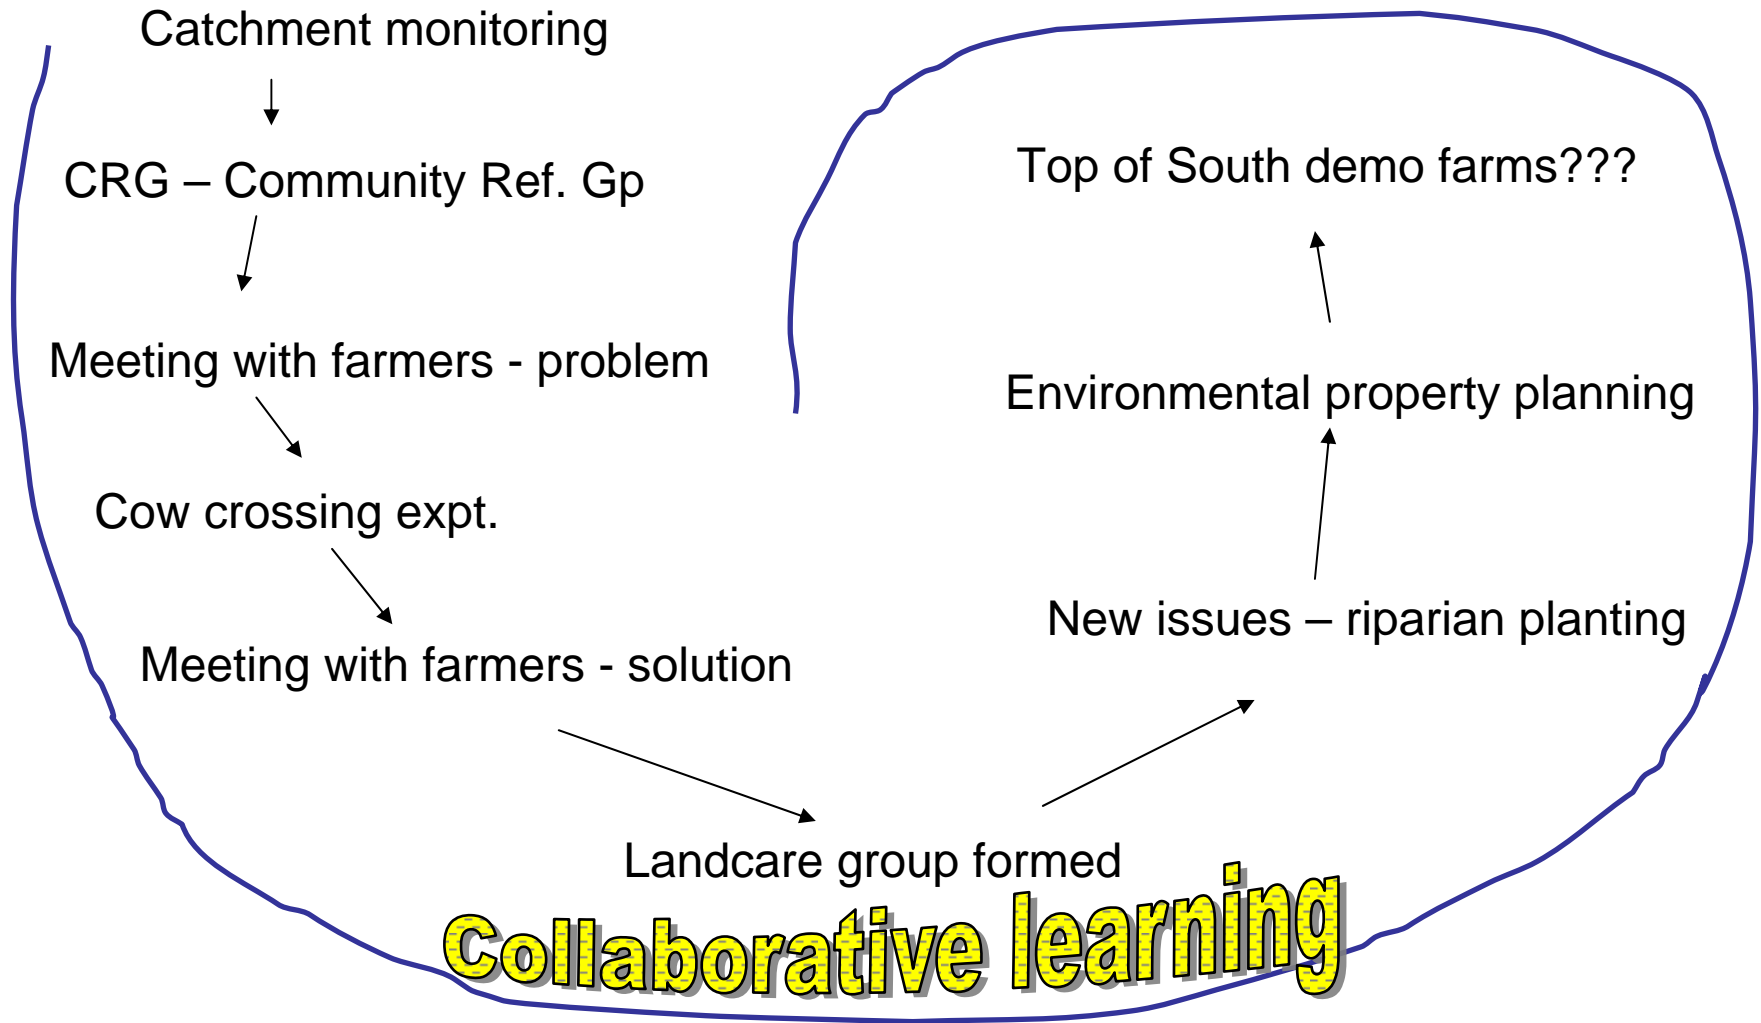 Catchment monitoring
CRG – Community Ref. Gp
Meeting with farmers - problem
Cow crossing expt.
Meeting with farmers - solution
Landcare group formed
New issues – riparian planting
Environmental property planning
Top of South demo farms???
Collaborative learning